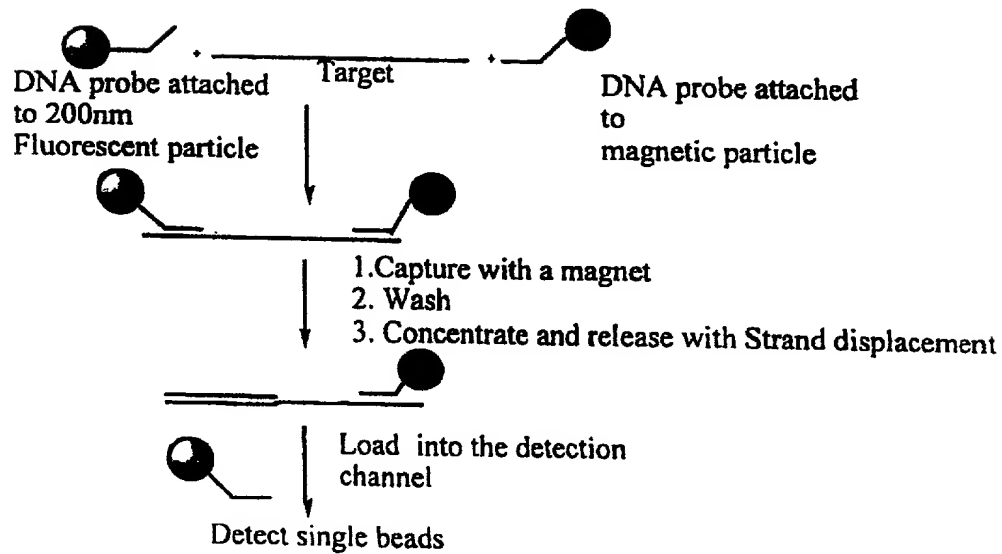 DNA probe attached
to 200nm
Fluorescent particle
+
Target
+
DNA probe attached
to
magnetic particle
1.Capture with a magnet
2. Wash
3. Concentrate and release with Strand displacement
Load into the detection
channel
Detect single beads